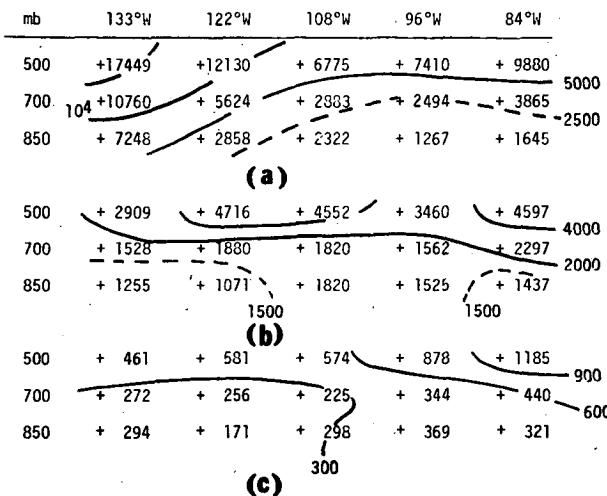 mb 133°W 122°W 108°W 96°W 84°W
500 +17449 +12130 + 6775 + 7410 + 9880
5000
700 +10760 + 5624 + 2883 + 2494 + 3865
10⁴
2500
850 + 7248 + 2858 + 2322 + 1267 + 1645
(a)
500 + 2909 + 4716 + 4552 + 3460 + 4597
4000
700 + 1528 + 1880 + 1820 + 1562 + 2297
2000
850 + 1255 + 1071 + 1820 + 1525 + 1437
1500 1500
(b)
500 + 461 + 581 + 574 + 878 + 1185
900
700 + 272 + 256 + 225 + 344 + 440
600
850 + 294 + 171 + 298 + 369 + 321
300
(c)